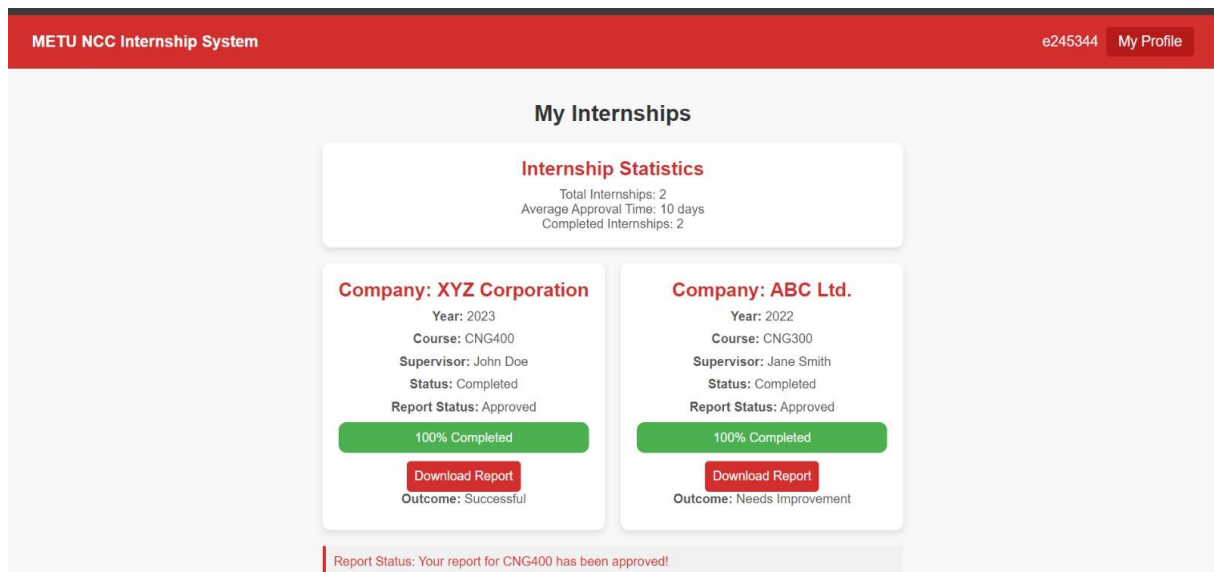 METU NCC Internship System
e245344 My Profile
My Internships
Internship Statistics
Total Internships: 2
Average Approval Time: 10 days
Completed Internships: 2
Company: XYZ Corporation
Year: 2023
Course: CNG400
Supervisor: John Doe
Status: Completed
Report Status: Approved
100% Completed
Download Report
Outcome: Successful
Company: ABC Ltd.
Year: 2022
Course: CNG300
Supervisor: Jane Smith
Status: Completed
Report Status: Approved
100% Completed
Download Report
Outcome: Needs Improvement
Report Status: Your report for CNG400 has been approved!